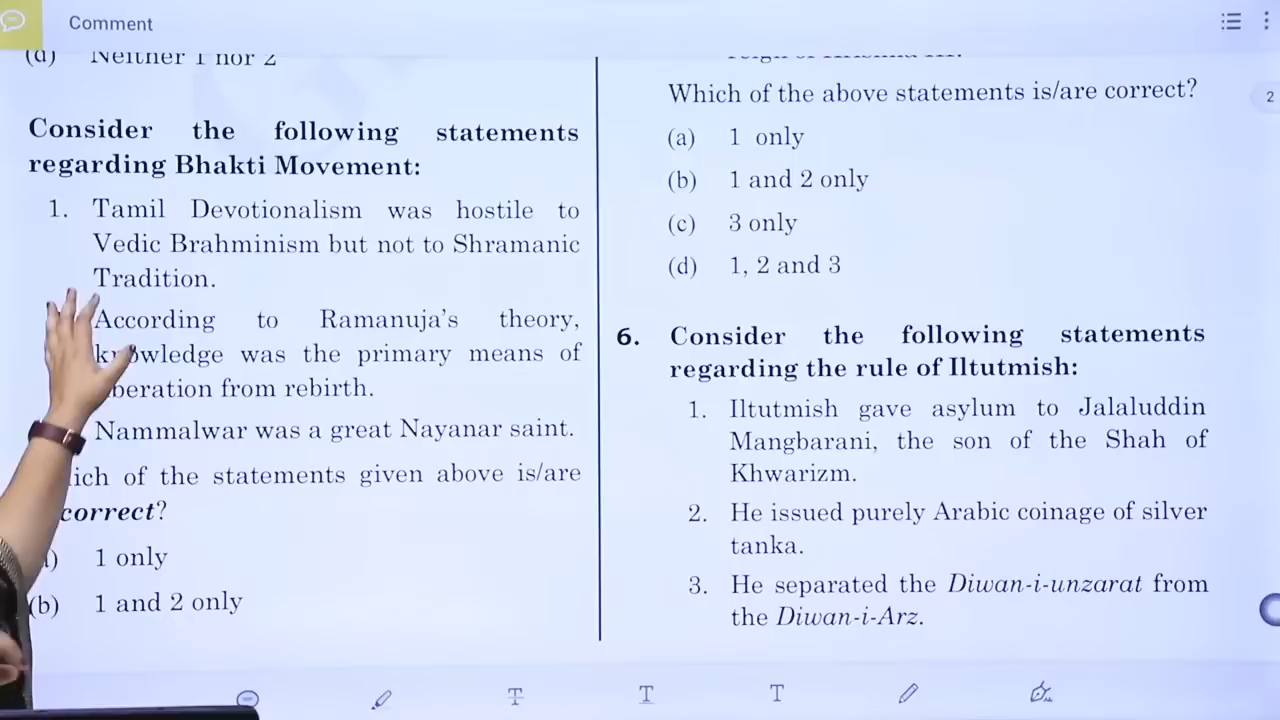 Comment
(d) Neither 1 nor 2
Consider the following statements
regarding Bhakti Movement:
1. Tamil Devotionalism was hostile to
Vedic Brahminism but not to Shramanic
Tradition.
According to Ramanuja's theory,
knowledge was the primary means of
liberation from rebirth.
Nammalwar was a great Nayanar saint.
ich of the statements given above is/are
correct?
) 1 only
(b) 1 and 2 only
Which of the above statements is/are correct?
(a) 1 only
(b) 1 and 2 only
(c) 3 only
(d) 1, 2 and 3
6. Consider the following statements
regarding the rule of Iltutmish:
1. Iltutmish gave asylum to Jalaluddin
Mangbarani, the son of the Shah of
Khwarizm.
2. He issued purely Arabic coinage of silver
tanka.
3. He separated the Diwan-i-unzarat from
the Diwan-i-Arz.
2